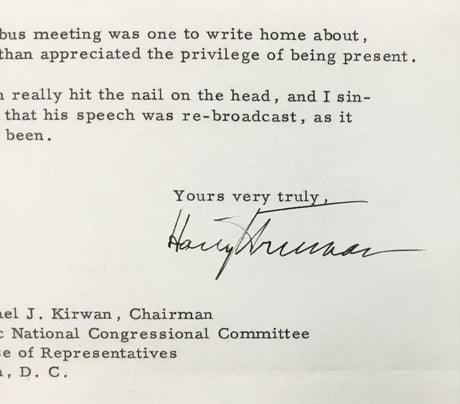 bus meeting was one to write home about,
than appreciated the privilege of being present.
really hit the nail on the head, and I sin-
that his speech was re-broadcast, as it
been.
Yours very truly,
Harry Truman
el J. Kirwan, Chairman
National Congressional Committee
e of Representatives
, D. C.